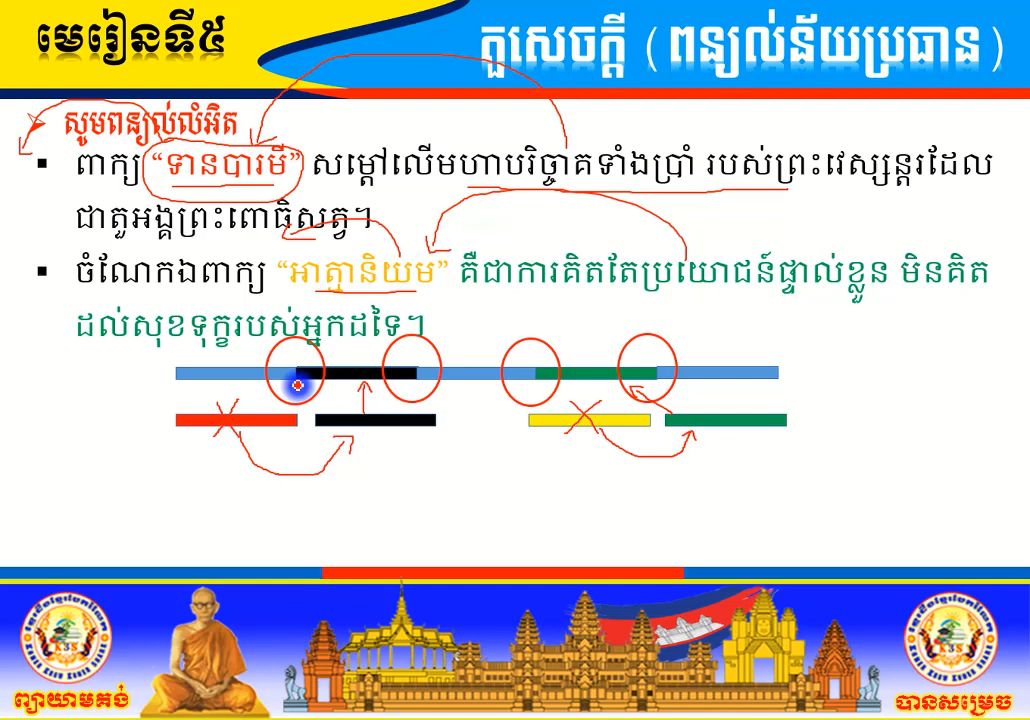 មេរៀនទី៥
តួសេចក្ដី (ពន្យល់ន័យប្រធាន)
សូមពន្យល់លំអិត
ពាក្យ “ទានបារមី” សម្ដៅលើមហាបរិច្ចាគទាំងប្រាំ របស់ព្រះវេស្សន្តរដែល
ជាតួអង្គព្រះពោធិសត្វ។
ចំណែកឯពាក្យ “អាត្មានិយម” គឺជាការគិតតែប្រយោជន៍ផ្ទាល់ខ្លួន មិនគិត
ដល់សុខទុក្ខរបស់អ្នកដទៃ។
K3S
K3S
ព្យាយាមគង់
បានសម្រេច